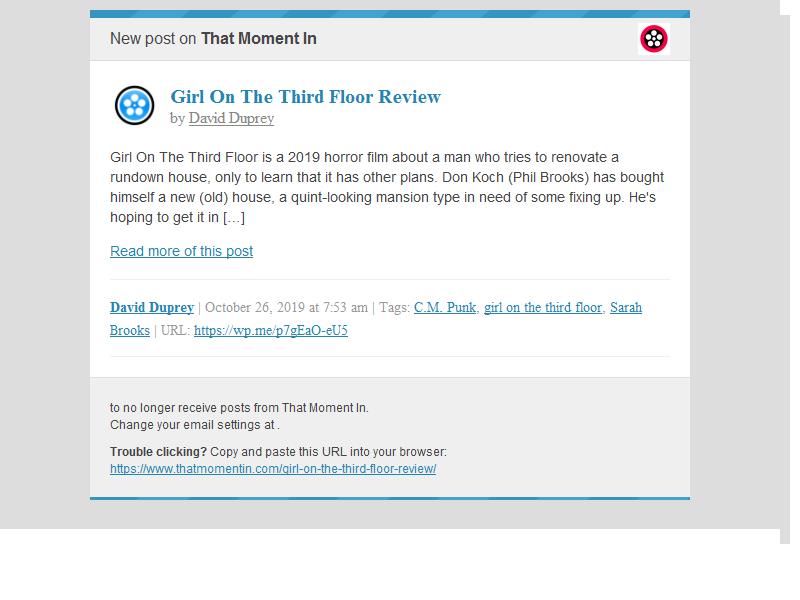 New post on That Moment In
Girl On The Third Floor Review
by David Duprey
Girl On The Third Floor is a 2019 horror film about a man who tries to renovate a
rundown house, only to learn that it has other plans. Don Koch (Phil Brooks) has bought
himself a new (old) house, a quint-looking mansion type in need of some fixing up. He's
hoping to get it in […]
Read more of this post
David Duprey | October 26, 2019 at 7:53 am | Tags: C.M. Punk, girl on the third floor, Sarah
Brooks | URL: https://wp.me/p7gEaO-eU5
to no longer receive posts from That Moment In.
Change your email settings at .
Trouble clicking? Copy and paste this URL into your browser:
https://www.thatmomentin.com/girl-on-the-third-floor-review/